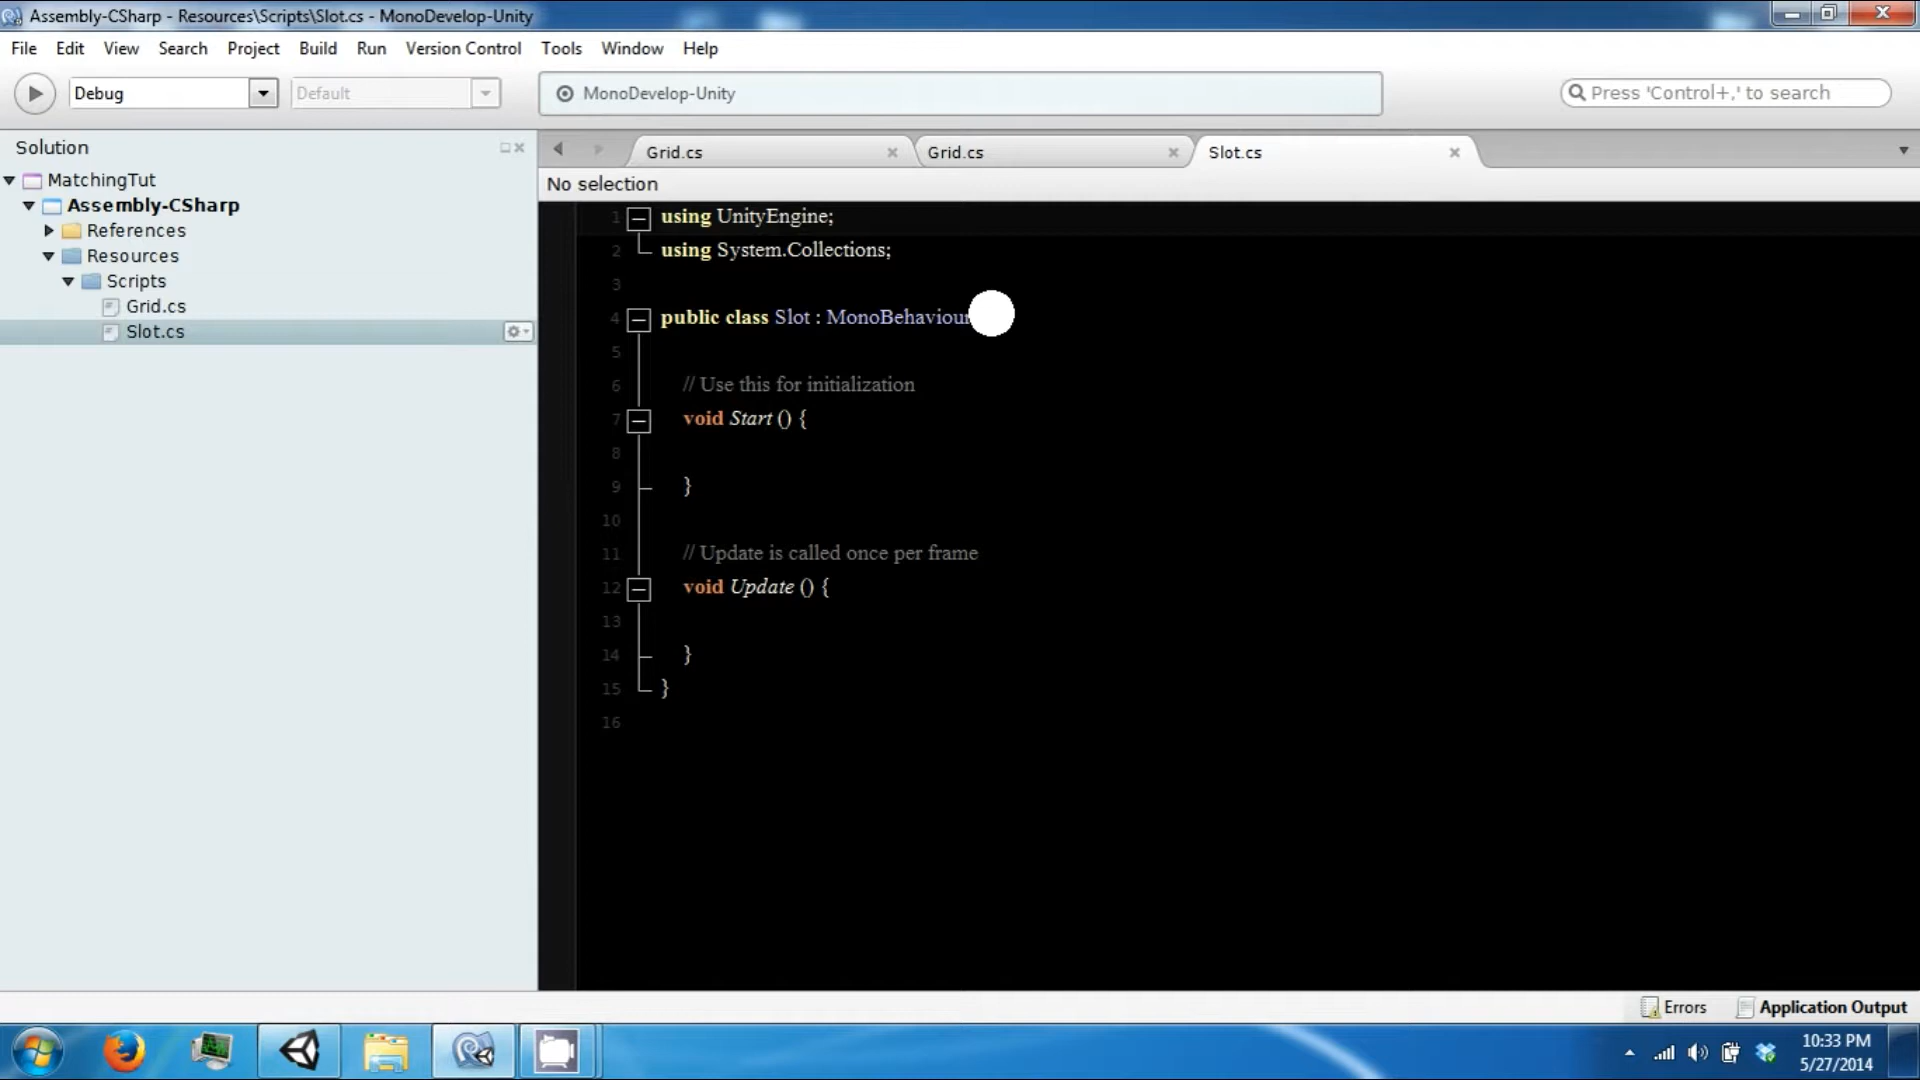 Assembly-CSharp - Resources\Scripts\Slot.cs - MonoDevelop-Unity
File Edit View Search Project Build Run Version Control Tools Window Help
Debug Default MonoDevelop-Unity Press 'Control+,' to search
Solution
MatchingTut
Assembly-CSharp
References
Resources
Scripts
Grid.cs
Slot.cs
Grid.cs Grid.cs Slot.cs
No selection
1 using UnityEngine;
2 using System.Collections;
3
4 public class Slot : MonoBehaviour
5
6 // Use this for initialization
7 void Start () {
8
9 }
10
11 // Update is called once per frame
12 void Update () {
13
14 }
15 }
16
Errors Application Output
10:33 PM
5/27/2014